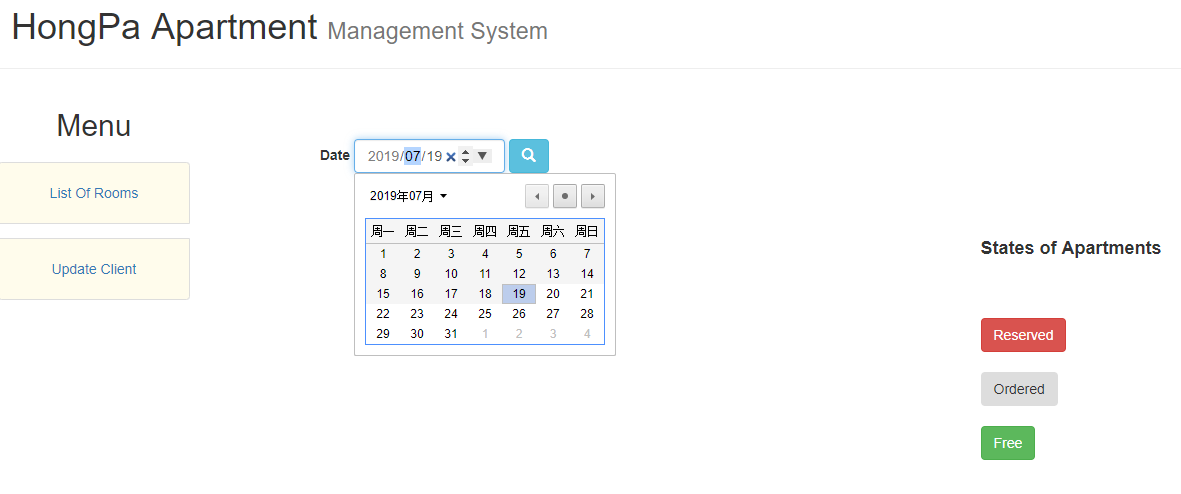 HongPa Apartment Management System
Menu
List Of Rooms
Update Client
Date 2019/07/19
2019年07月
周一 周二 周三 周四 周五 周六 周日
1 2 3 4 5 6 7
8 9 10 11 12 13 14
15 16 17 18 19 20 21
22 23 24 25 26 27 28
29 30 31 1 2 3 4
States of Apartments
Reserved
Ordered
Free